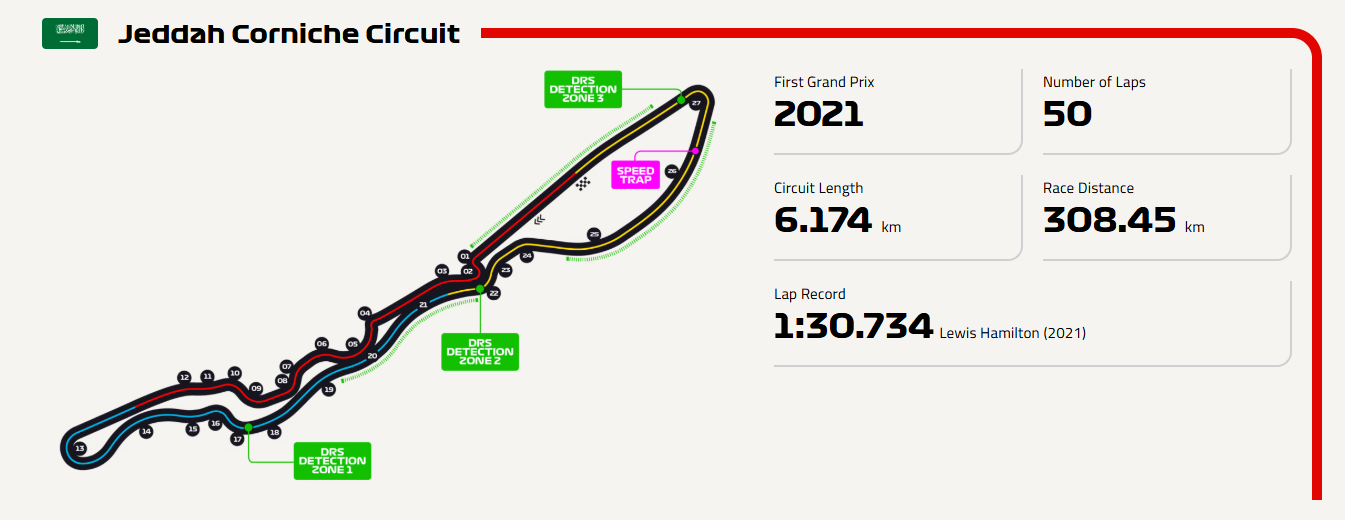 Jeddah Corniche Circuit
First Grand Prix
2021
Number of Laps
50
Circuit Length
6.174 km
Race Distance
308.45 km
Lap Record
1:30.734 Lewis Hamilton (2021)
DRS
DETECTION
ZONE 3
27
SPEED
TRAP
26
25
24
23
22
01
02
03
21
04
DRS
DETECTION
ZONE 2
05
06
20
07
08
19
09
10
11
12
13
14
15
16
17
18
DRS
DETECTION
ZONE 1